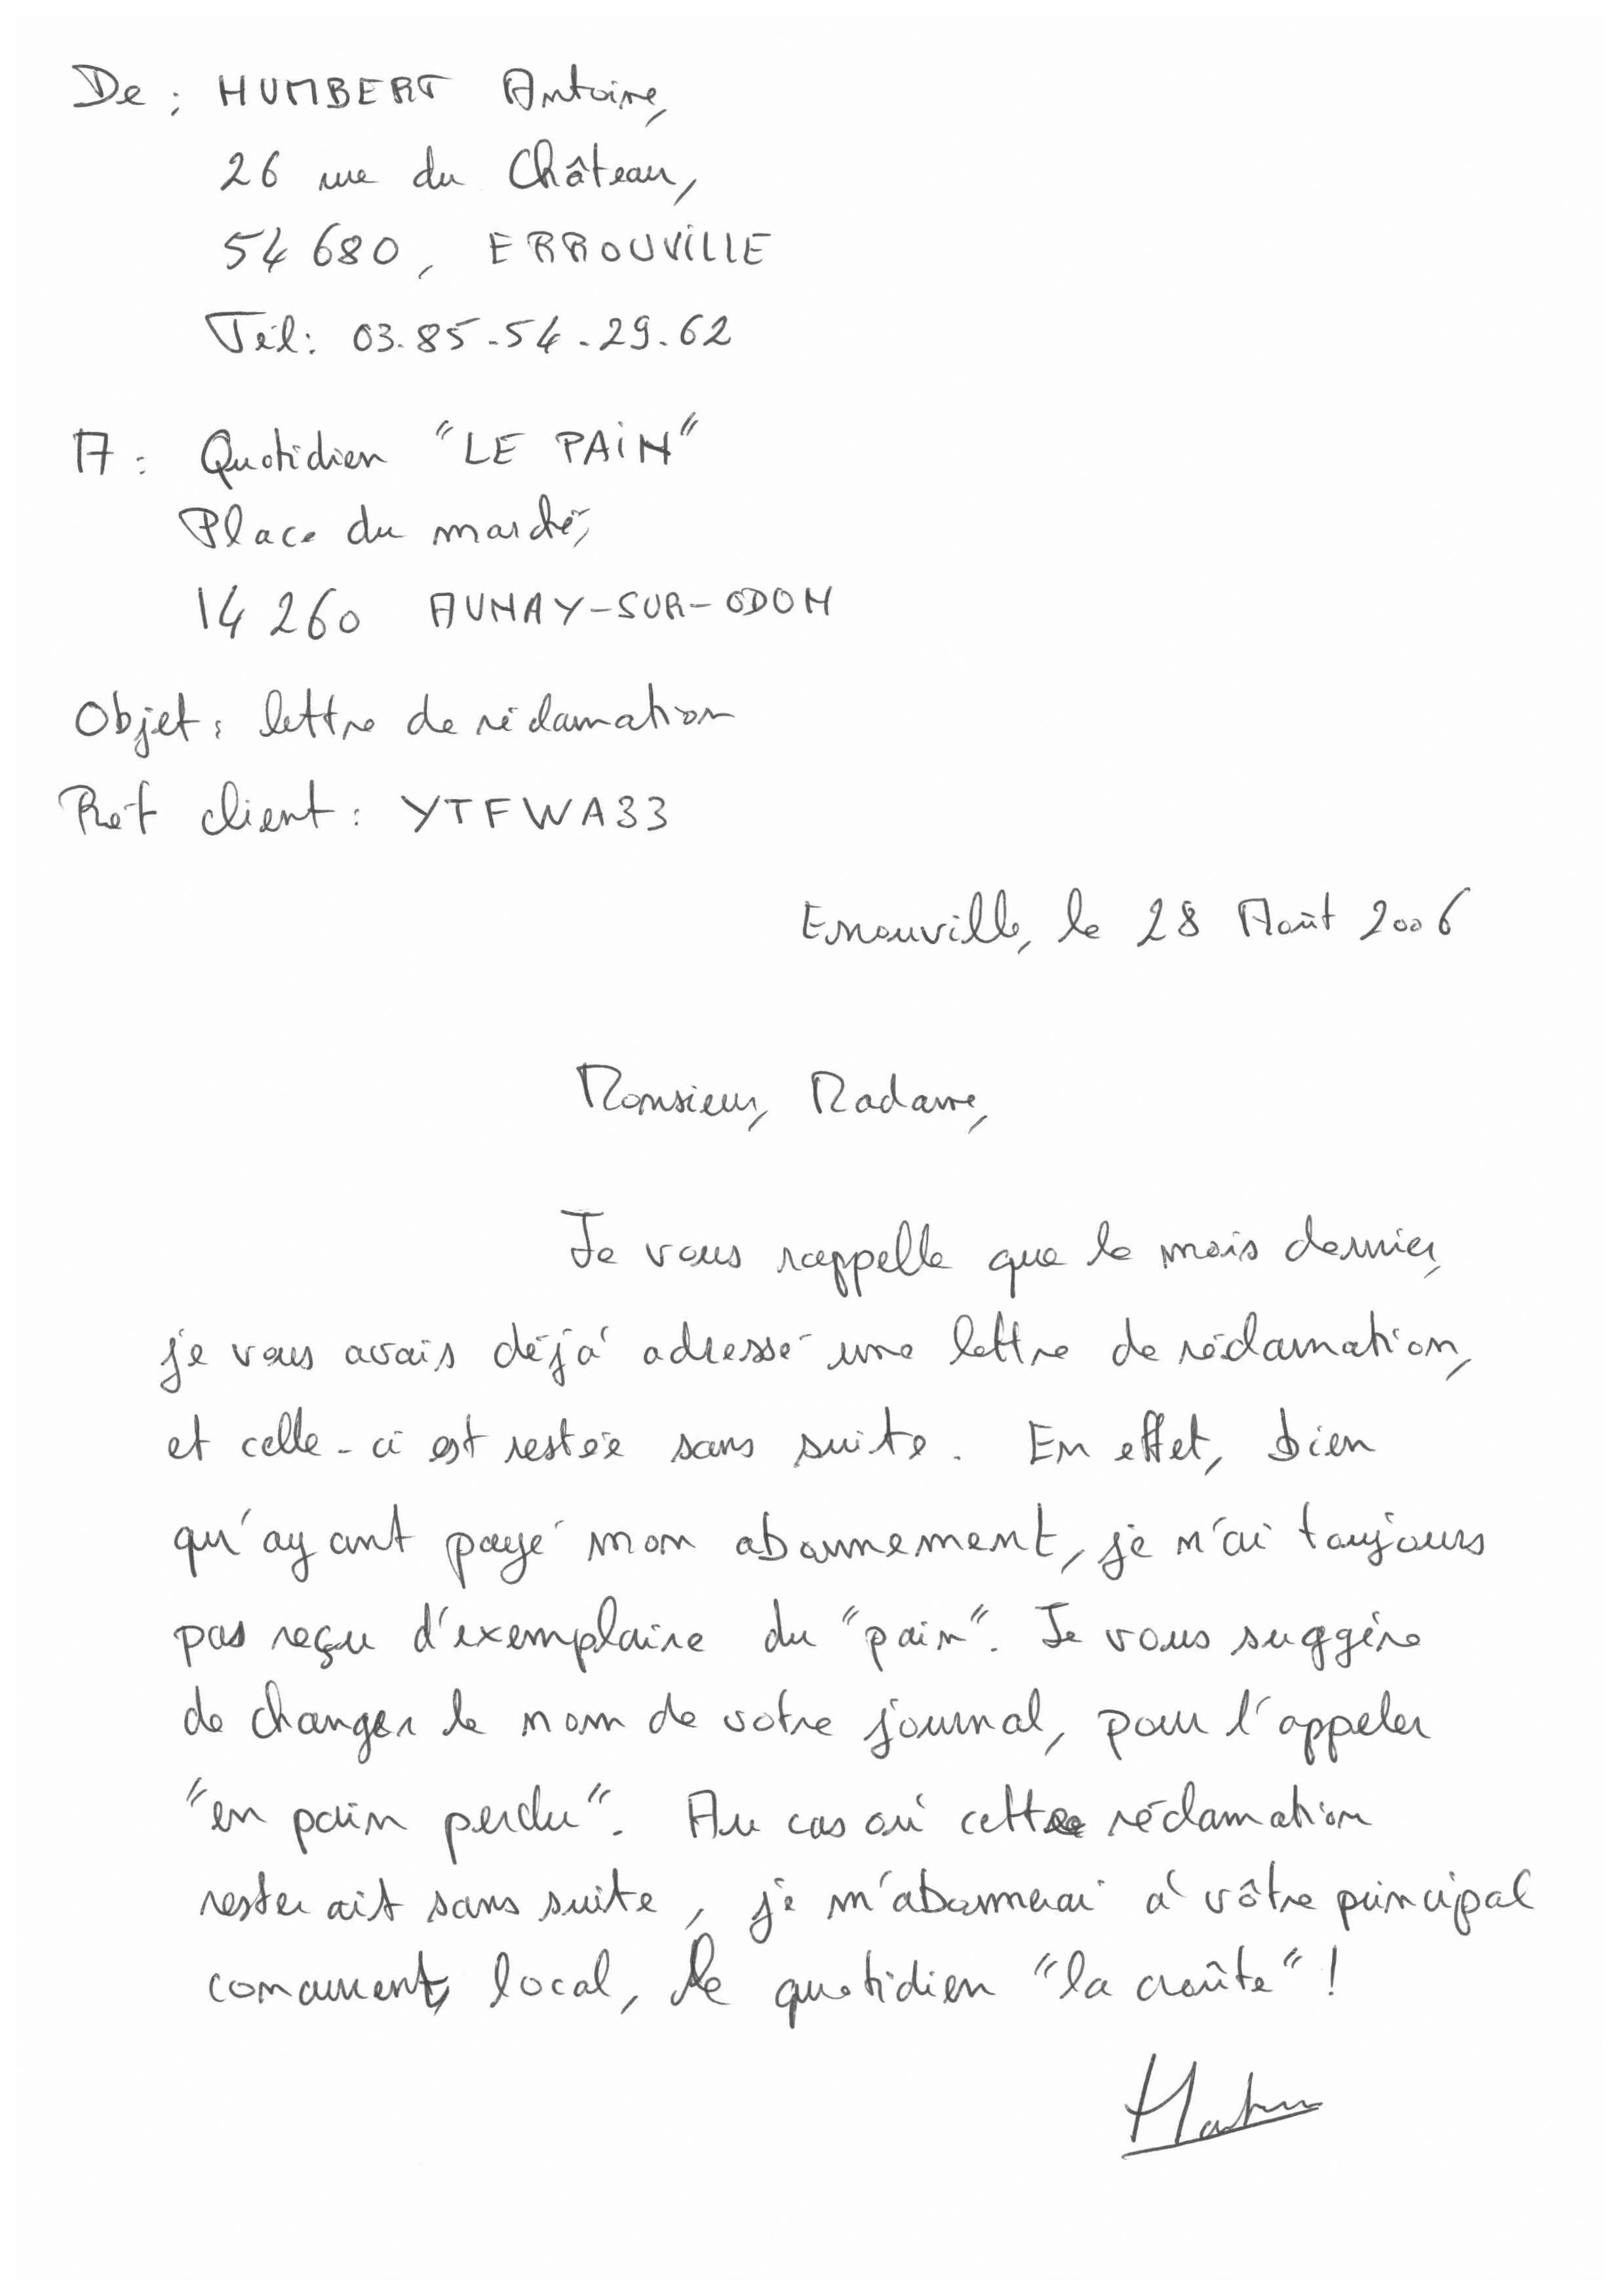 De : HUMBERT Antoine,
26 rue du Château,
54 680, ERROUVILLE
Tél: 03.85.54.29.62
A : Quotidien "LE PAIN"
Place du marché,
14 260 AUNAY-SUR-ODON
Objet : lettre de réclamation
Réf client : YTFWA33
Errouville, le 28 Août 2006
Monsieur, Madame,
Je vous rappelle que le mois dernier,
je vous avais déjà adressé une lettre de réclamation,
et celle-ci est restée sans suite. En effet, bien
qu'ayant payé mon abonnement, je n'ai toujours
pas reçu d'exemplaire du "pain". Je vous suggère
de changer le nom de votre journal, pour l'appeler
"en pain perdu". Au cas où cette réclamation
resterait sans suite, je m'abonnerai à vôtre principal
concurrent, local, le quotidien "la croûte" !